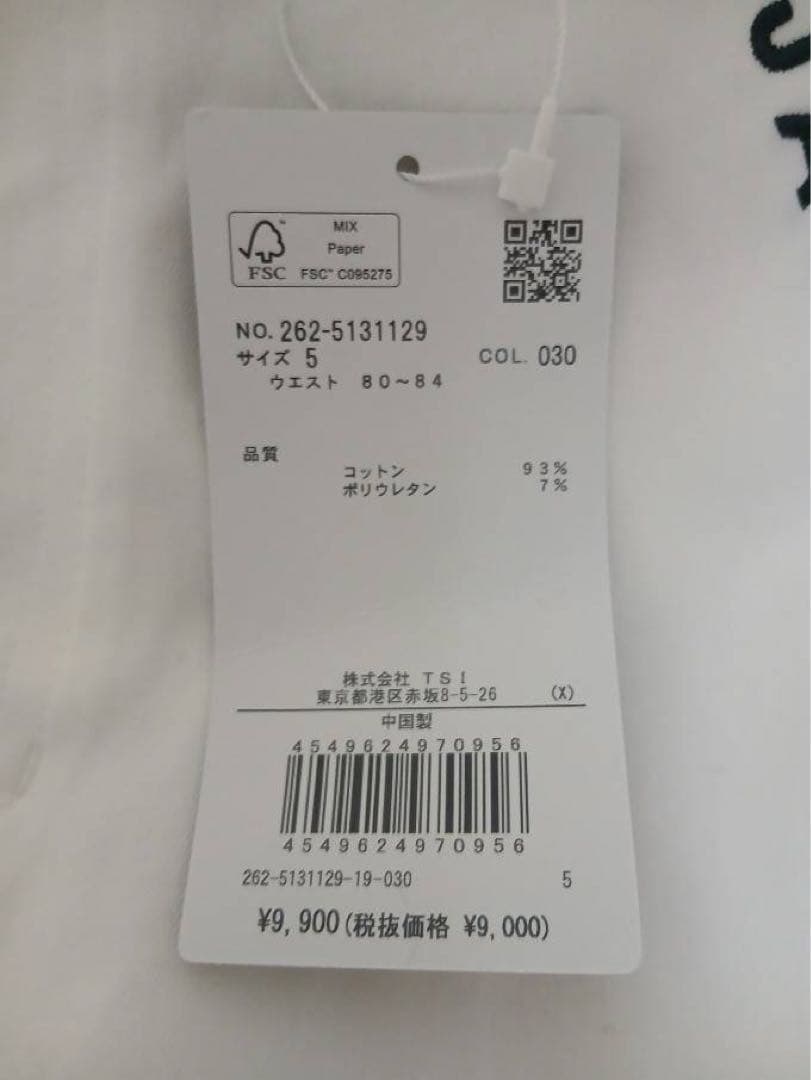 MIX
Paper
FSC™ C095275
FSC
NO. 262-5131129
サイズ 5 COL. 030
ウエスト 80~84
品質
コットン 93%
ポリウレタン 7%
株式会社 TSI
東京都港区赤坂8-5-26 (X)
中国製
4549624970956
4549624970956
262-5131129-19-030 5
¥9,900(税抜価格 ¥9,000)